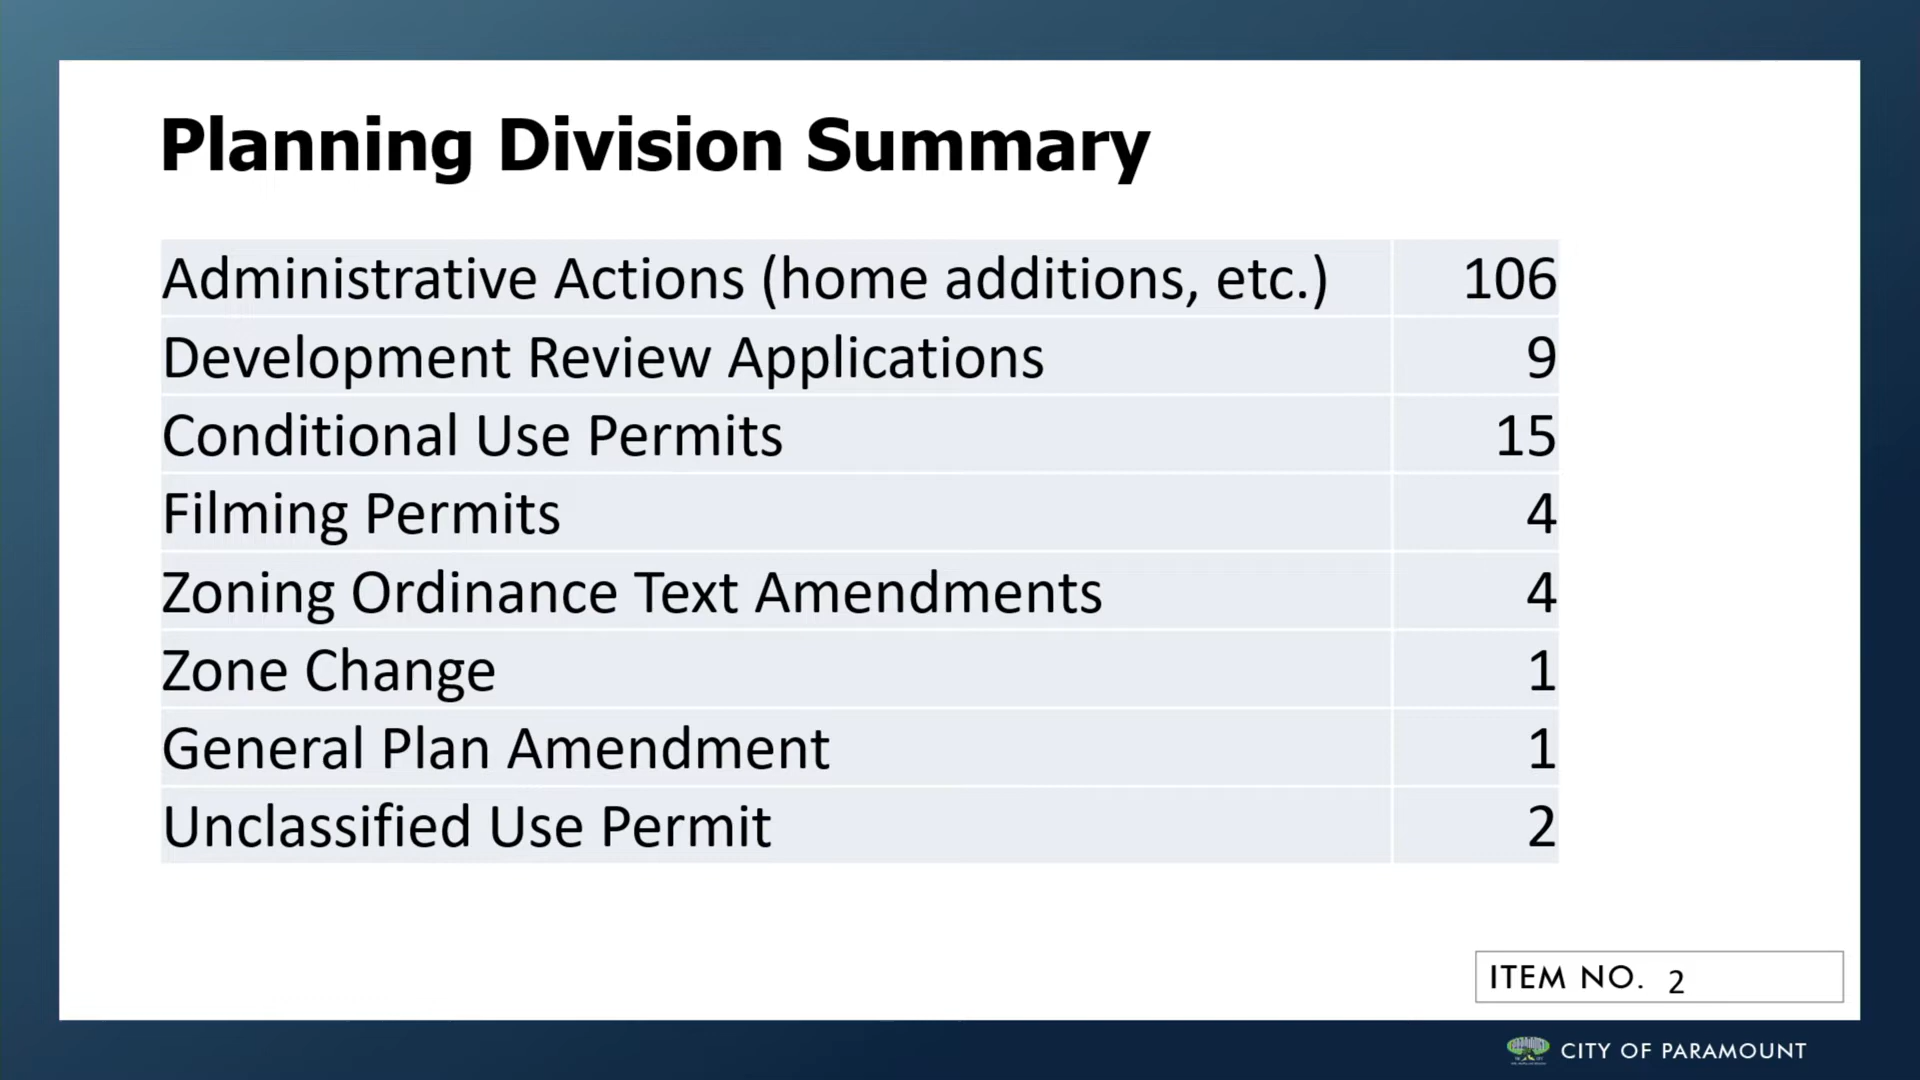 Planning Division Summary
Administrative Actions (home additions, etc.) 106
Development Review Applications 9
Conditional Use Permits 15
Filming Permits 4
Zoning Ordinance Text Amendments 4
Zone Change 1
General Plan Amendment 1
Unclassified Use Permit 2
ITEM NO. 2
CITY OF PARAMOUNT